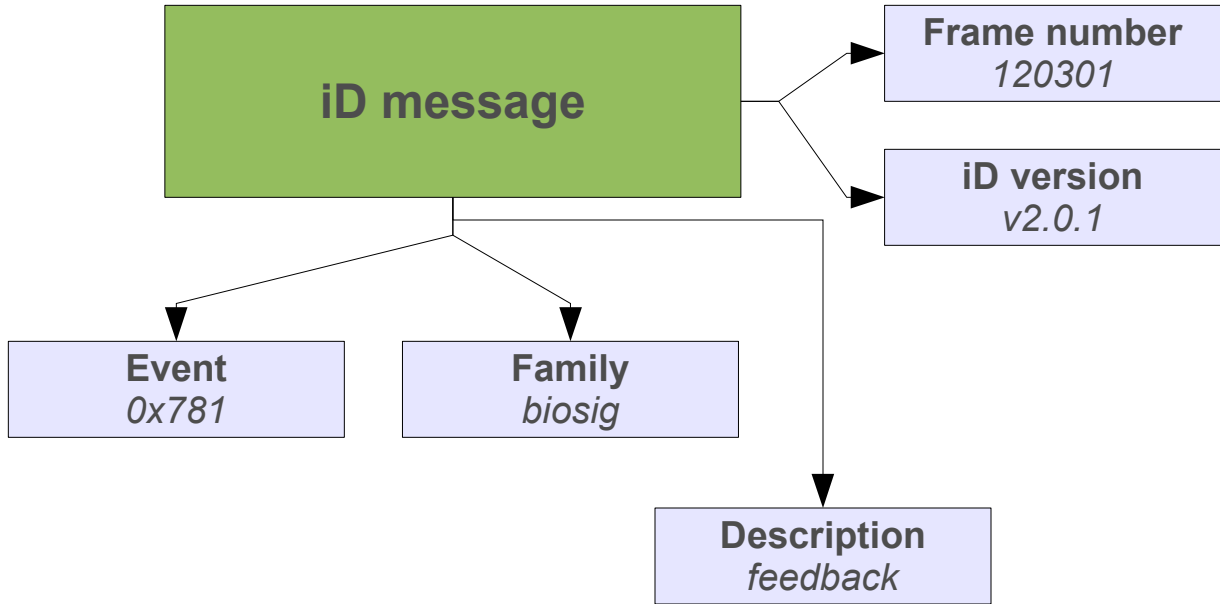 iD message
Frame number
120301
iD version
v2.0.1
Event
0x781
Family
biosig
Description
feedback